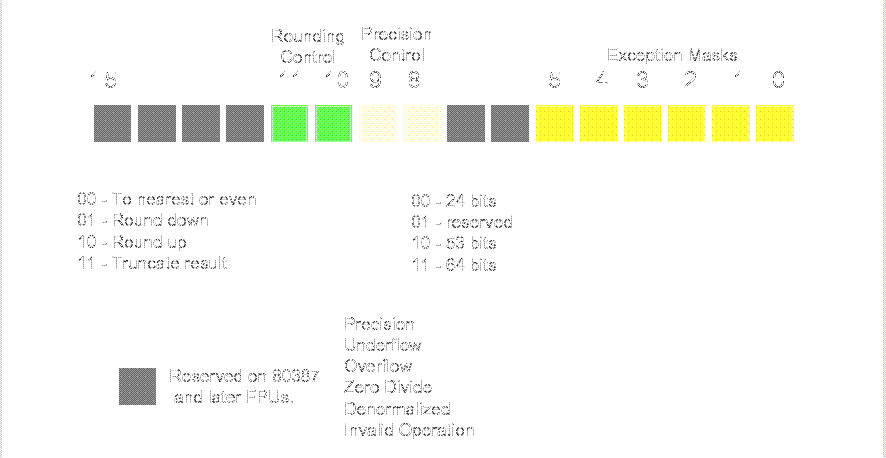 Rounding Control
Precision Control
Exception Masks
15 11 10 9 8 5 4 3 2 1 0
00 - To nearest or even
01 - Round down
10 - Round up
11 - Truncate result
00 - 24 bits
01 - reserved
10 - 53 bits
11 - 64 bits
Reserved on 80387
and later FPUs.
Precision
Underflow
Overflow
Zero Divide
Denormalized
Invalid Operation